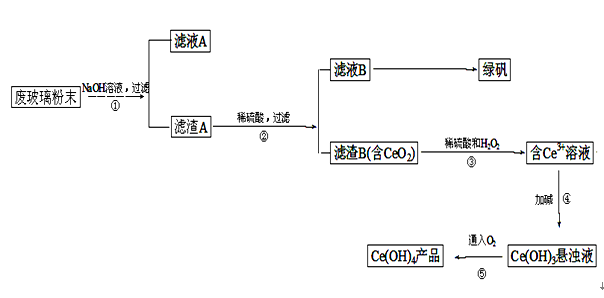 滤液A
废玻璃粉末
NaOH溶液，过滤
①
滤渣A
稀硫酸，过滤
②
滤液B
绿矾
滤渣B(含CeO₂)
稀硫酸和H₂O₂
③
含Ce³⁺溶液
加碱
④
Ce(OH)₃悬浊液
通入O₂
⑤
Ce(OH)₄产品